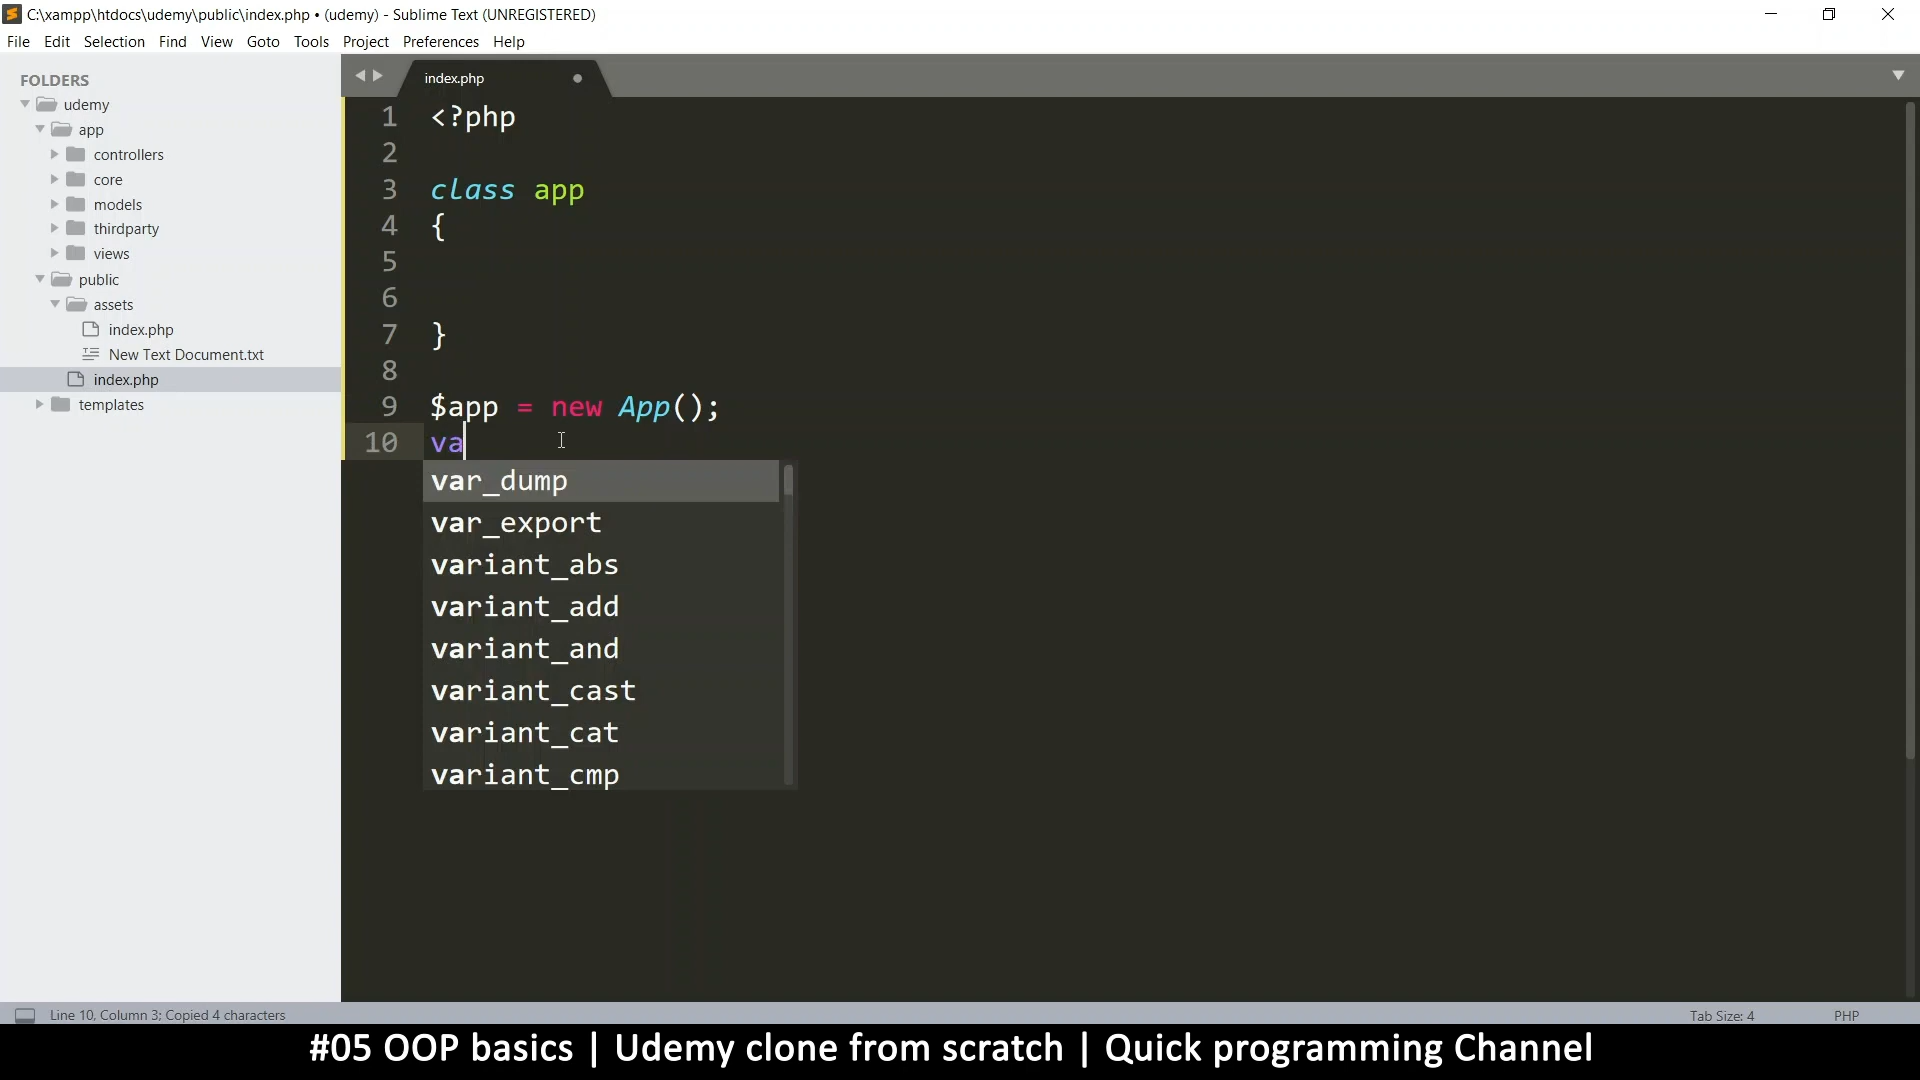 C:\xampp\htdocs\udemy\public\index.php • (udemy) - Sublime Text (UNREGISTERED)
File Edit Selection Find View Goto Tools Project Preferences Help
FOLDERS
udemy
app
controllers
core
models
thirdparty
views
public
assets
index.php
New Text Document.txt
index.php
templates
index.php
1 <?php
2
3 class app
4 {
5
6
7 }
8
9 $app = new App();
10 va
var_dump
var_export
variant_abs
variant_add
variant_and
variant_cast
variant_cat
variant_cmp
Line 10, Column 3; Copied 4 characters
Tab Size: 4 PHP
#05 OOP basics | Udemy clone from scratch | Quick programming Channel